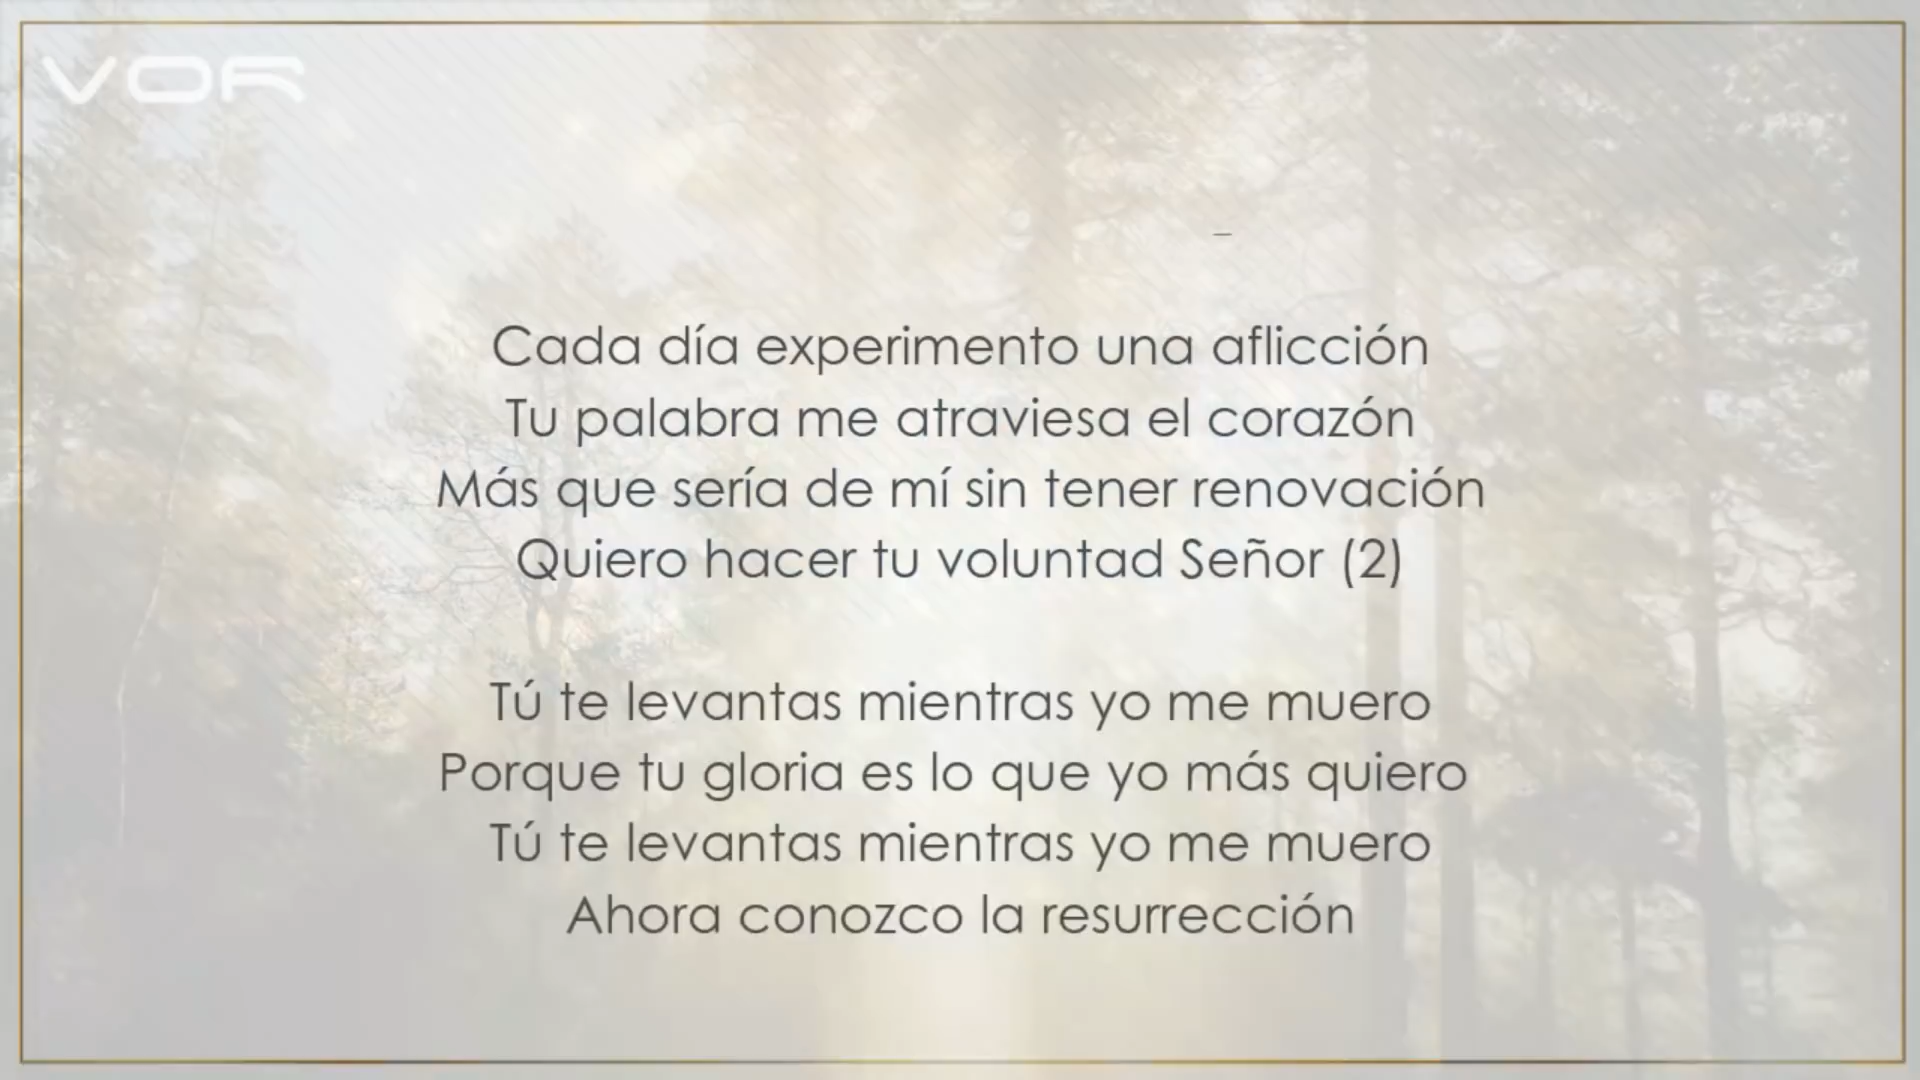 VOR
Cada día experimento una aflicción
Tu palabra me atraviesa el corazón
Más que sería de mí sin tener renovación
Quiero hacer tu voluntad Señor (2)
Tú te levantas mientras yo me muero
Porque tu gloria es lo que yo más quiero
Tú te levantas mientras yo me muero
Ahora conozco la resurrección